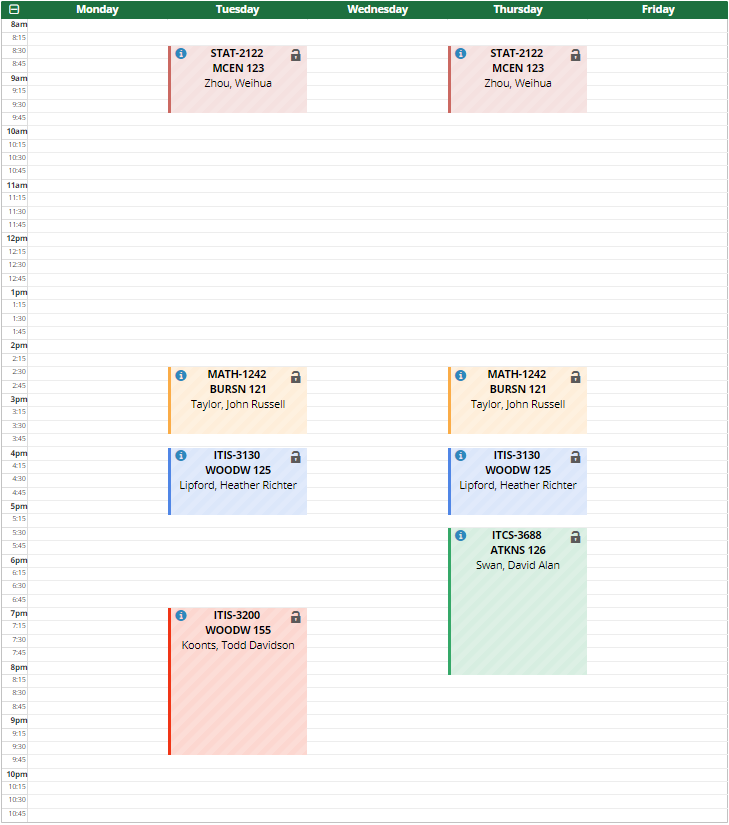 Monday Tuesday Wednesday Thursday Friday
8am
8:15
8:30
8:45
9am
9:15
9:30
9:45
10am
10:15
10:30
10:45
11am
11:15
11:30
11:45
12pm
12:15
12:30
12:45
1pm
1:15
1:30
1:45
2pm
2:15
2:30
2:45
3pm
3:15
3:30
3:45
4pm
4:15
4:30
4:45
5pm
5:15
5:30
5:45
6pm
6:15
6:30
6:45
7pm
7:15
7:30
7:45
8pm
8:15
8:30
8:45
9pm
9:15
9:30
9:45
10pm
10:15
10:30
10:45
STAT-2122
MCEN 123
Zhou, Weihua
MATH-1242
BURSN 121
Taylor, John Russell
ITIS-3130
WOODW 125
Lipford, Heather Richter
ITIS-3200
WOODW 155
Koonts, Todd Davidson
STAT-2122
MCEN 123
Zhou, Weihua
MATH-1242
BURSN 121
Taylor, John Russell
ITIS-3130
WOODW 125
Lipford, Heather Richter
ITCS-3688
ATKNS 126
Swan, David Alan